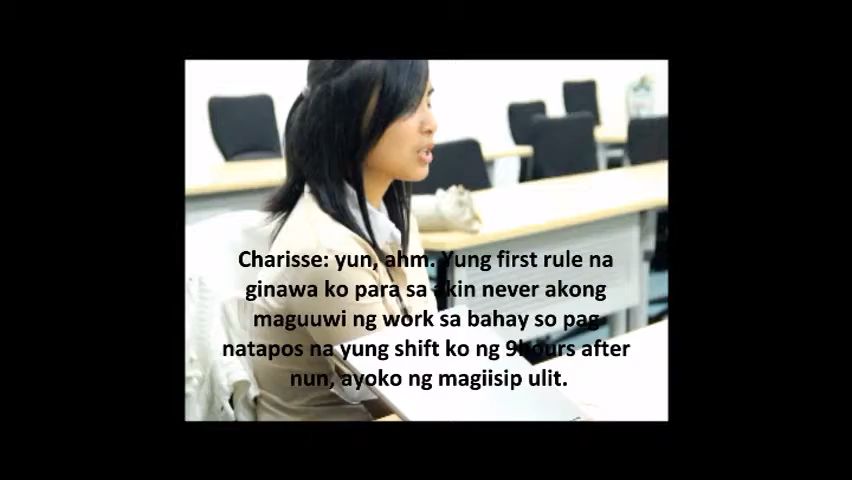 Charisse: yun, ahm. Yung first rule na
ginawa ko para sa akin never akong
maguuwi ng work sa bahay so pag
natapos na yung shift ko ng 9hours after
nun, ayoko ng magiisip ulit.